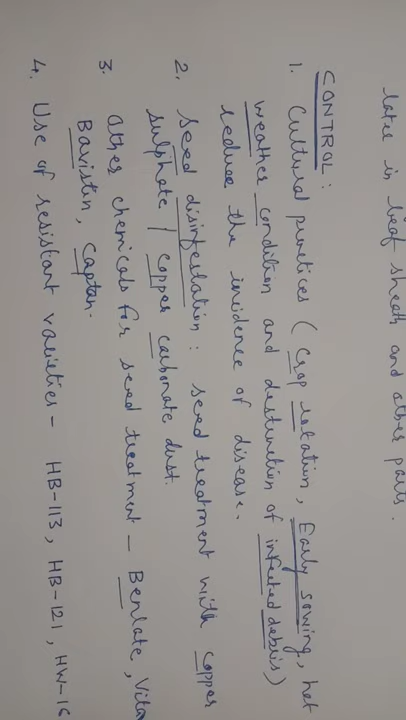 later in leaf sheath and other parts.
CONTROL:
1. Cultural practices (Crop rotation, Early sowing, hot
weather condition and destruction of infected debris)
reduce the incidence of disease.
2. Seed disinfestation: seed treatment with copper
sulphate / copper carbonate dust.
3. Other chemicals for seed treatment - Benlate, Vita
Bavistin, Captan.
4. Use of resistant varieties - HB-113, HB-121, HW-16